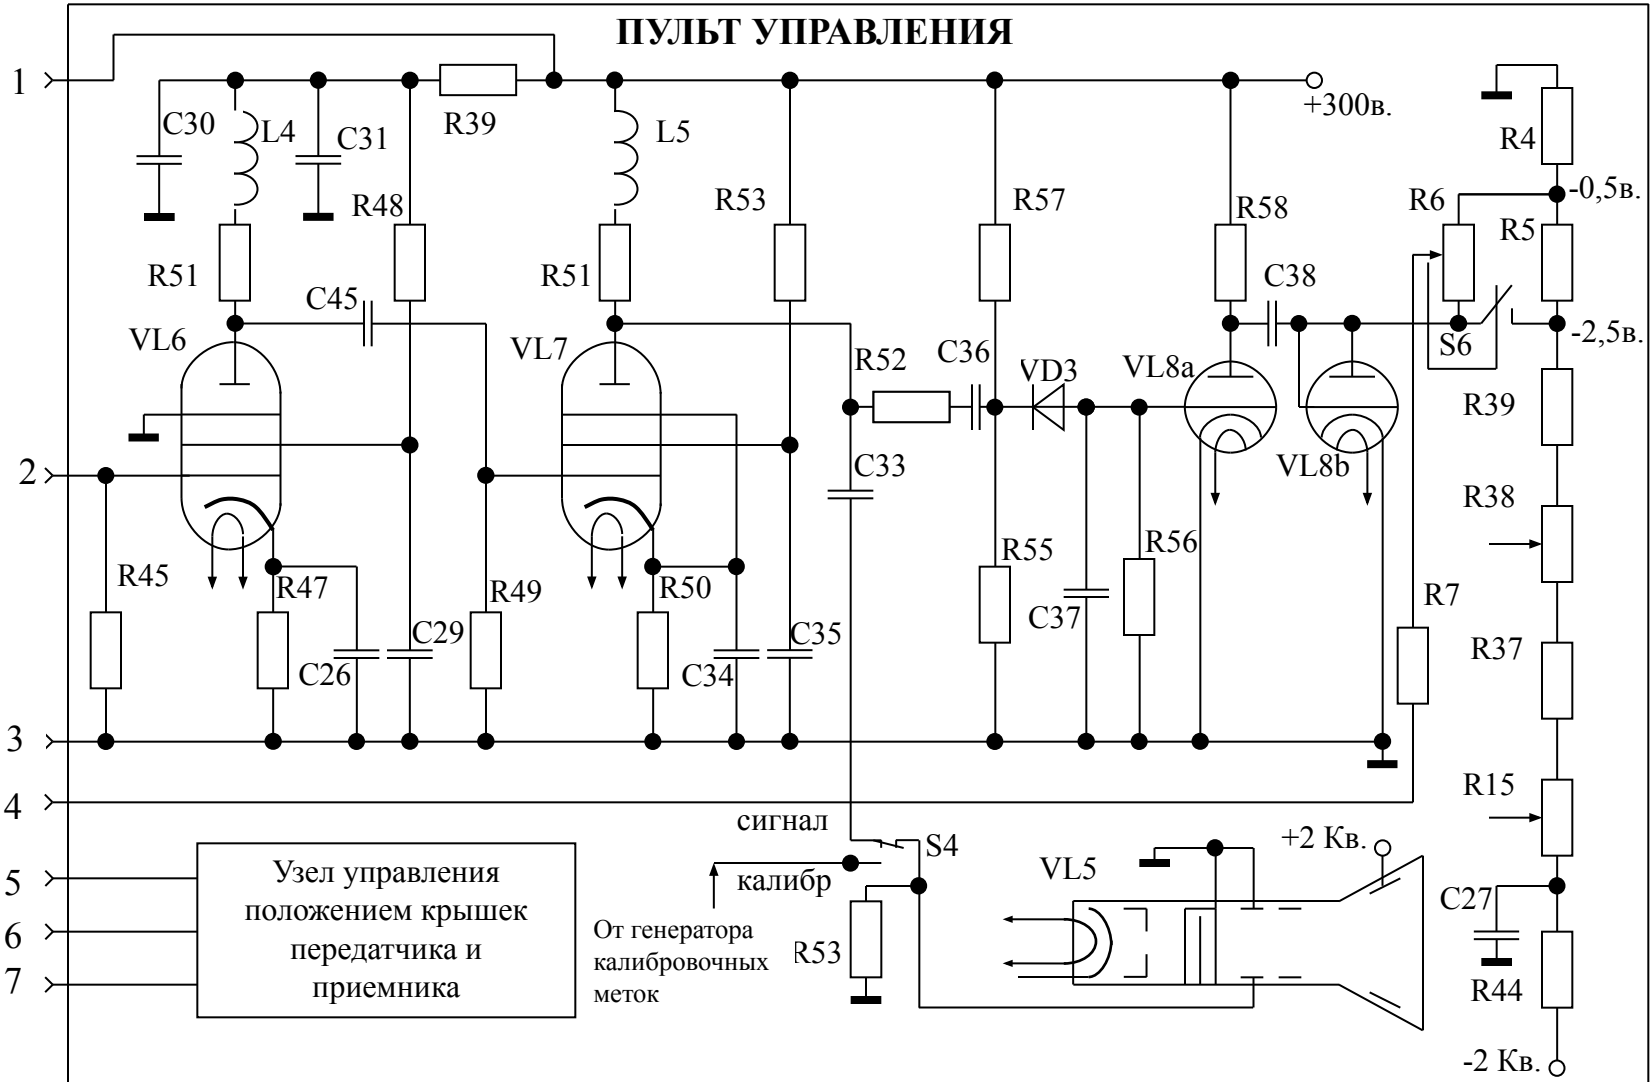 ПУЛЬТ УПРАВЛЕНИЯ
1
+300в.
C30
L4
C31
R39
L5
R4
-0,5в.
R48
R53
R57
R58
R6
R5
R51
C45
R51
C38
VL6
VL7
R52
C36
VD3
VL8a
S6
-2,5в.
R39
2
C33
VL8b
R38
R45
R47
R49
R50
R55
R56
R7
C37
C26
C29
C34
C35
R37
3
4
R15
сигнал
S4
+2 Кв.
калибр
VL5
C27
5
6
7
Узел управления
положением крышек
передатчика и
приемника
От генератора
калибровочных
меток
R53
R44
-2 Кв.